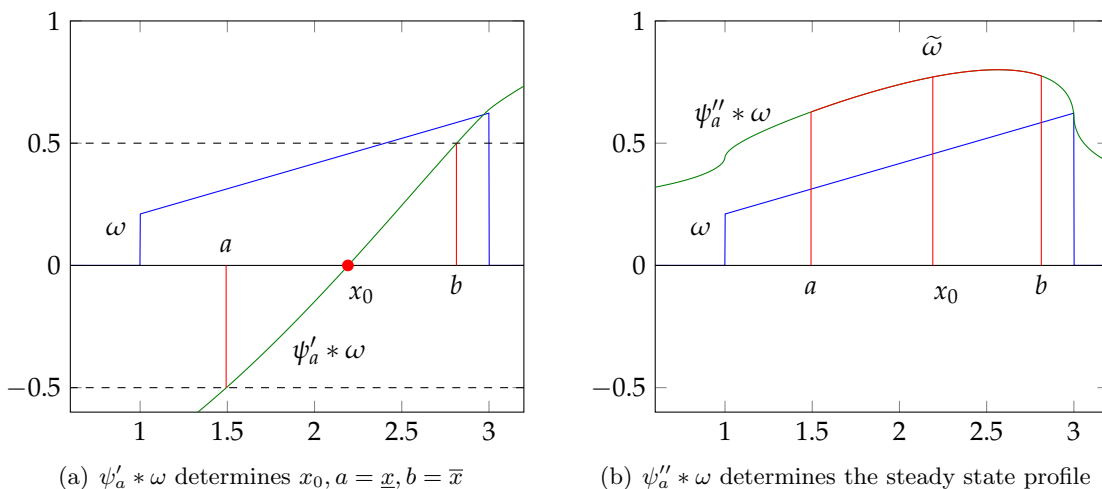 1
0.5
0
−0.5
1 1.5 2 2.5 3
ω
a
x₀
b
ψ′ₐ ∗ ω
(a) ψ′ₐ ∗ ω determines x₀, a = x̲, b = x̅
1
0.5
0
−0.5
1 1.5 2 2.5 3
ω̃
ψ″ₐ ∗ ω
ω
a
x₀
b
(b) ψ″ₐ ∗ ω determines the steady state profile